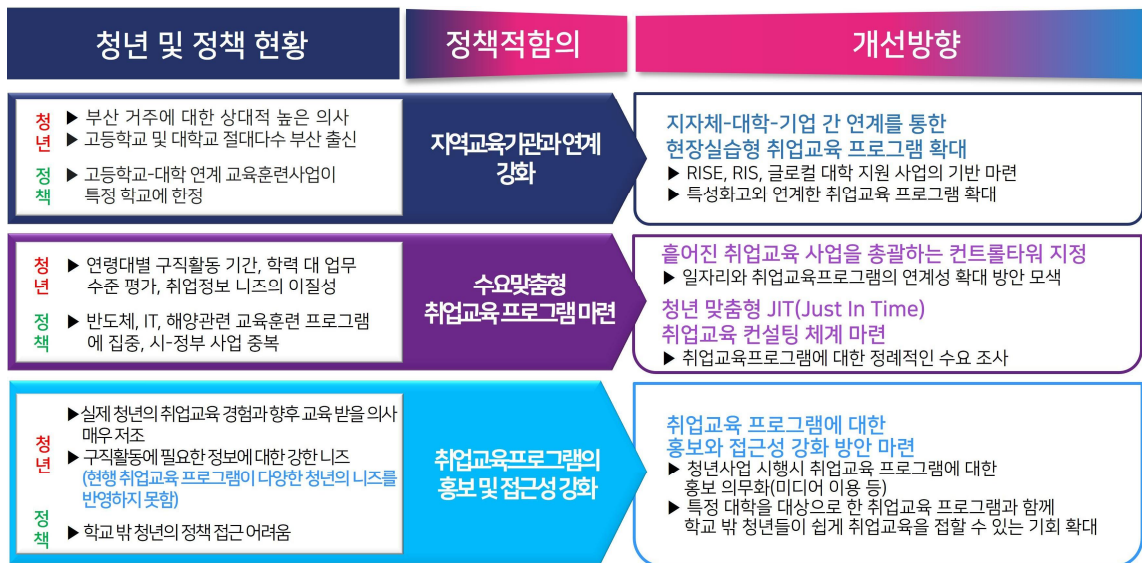 청년 및 정책 현황
정책적함의
개선방향
청년
▶ 부산 거주에 대한 상대적 높은 의사
▶ 고등학교 및 대학교 절대다수 부산 출신
정책
▶ 고등학교-대학 연계 교육훈련사업이
특정 학교에 한정
지역교육기관과 연계
강화
지자체-대학-기업 간 연계를 통한
현장실습형 취업교육 프로그램 확대
▶ RISE, RIS, 글로컬 대학 지원 사업의 기반 마련
▶ 특성화고외 연계한 취업교육 프로그램 확대
청년
▶ 연령대별 구직활동 기간, 학력 대 업무
수준 평가, 취업정보 니즈의 이질성
정책
▶ 반도체, IT, 해양관련 교육훈련 프로그램
에 집중, 시-정부 사업 중복
수요맞춤형
취업교육 프로그램 마련
흩어진 취업교육 사업을 총괄하는 컨트롤타워 지정
▶ 일자리와 취업교육프로그램의 연계성 확대 방안 모색
청년 맞춤형 JIT(Just In Time)
취업교육 컨설팅 체계 마련
▶ 취업교육프로그램에 대한 정례적인 수요 조사
청년
▶실제 청년의 취업교육 경험과 향후 교육 받을 의사
매우 저조
▶ 구직활동에 필요한 정보에 대한 강한 니즈
(현행 취업교육 프로그램이 다양한 청년의 니즈를
반영하지 못함)
정책
▶ 학교 밖 청년의 정책 접근 어려움
취업교육프로그램의
홍보 및 접근성 강화
취업교육 프로그램에 대한
홍보와 접근성 강화 방안 마련
▶ 청년사업 시행시 취업교육 프로그램에 대한
홍보 의무화(미디어 이용 등)
▶ 특정 대학을 대상으로 한 취업교육 프로그램과 함께
학교 밖 청년들이 쉽게 취업교육을 접할 수 있는 기회 확대